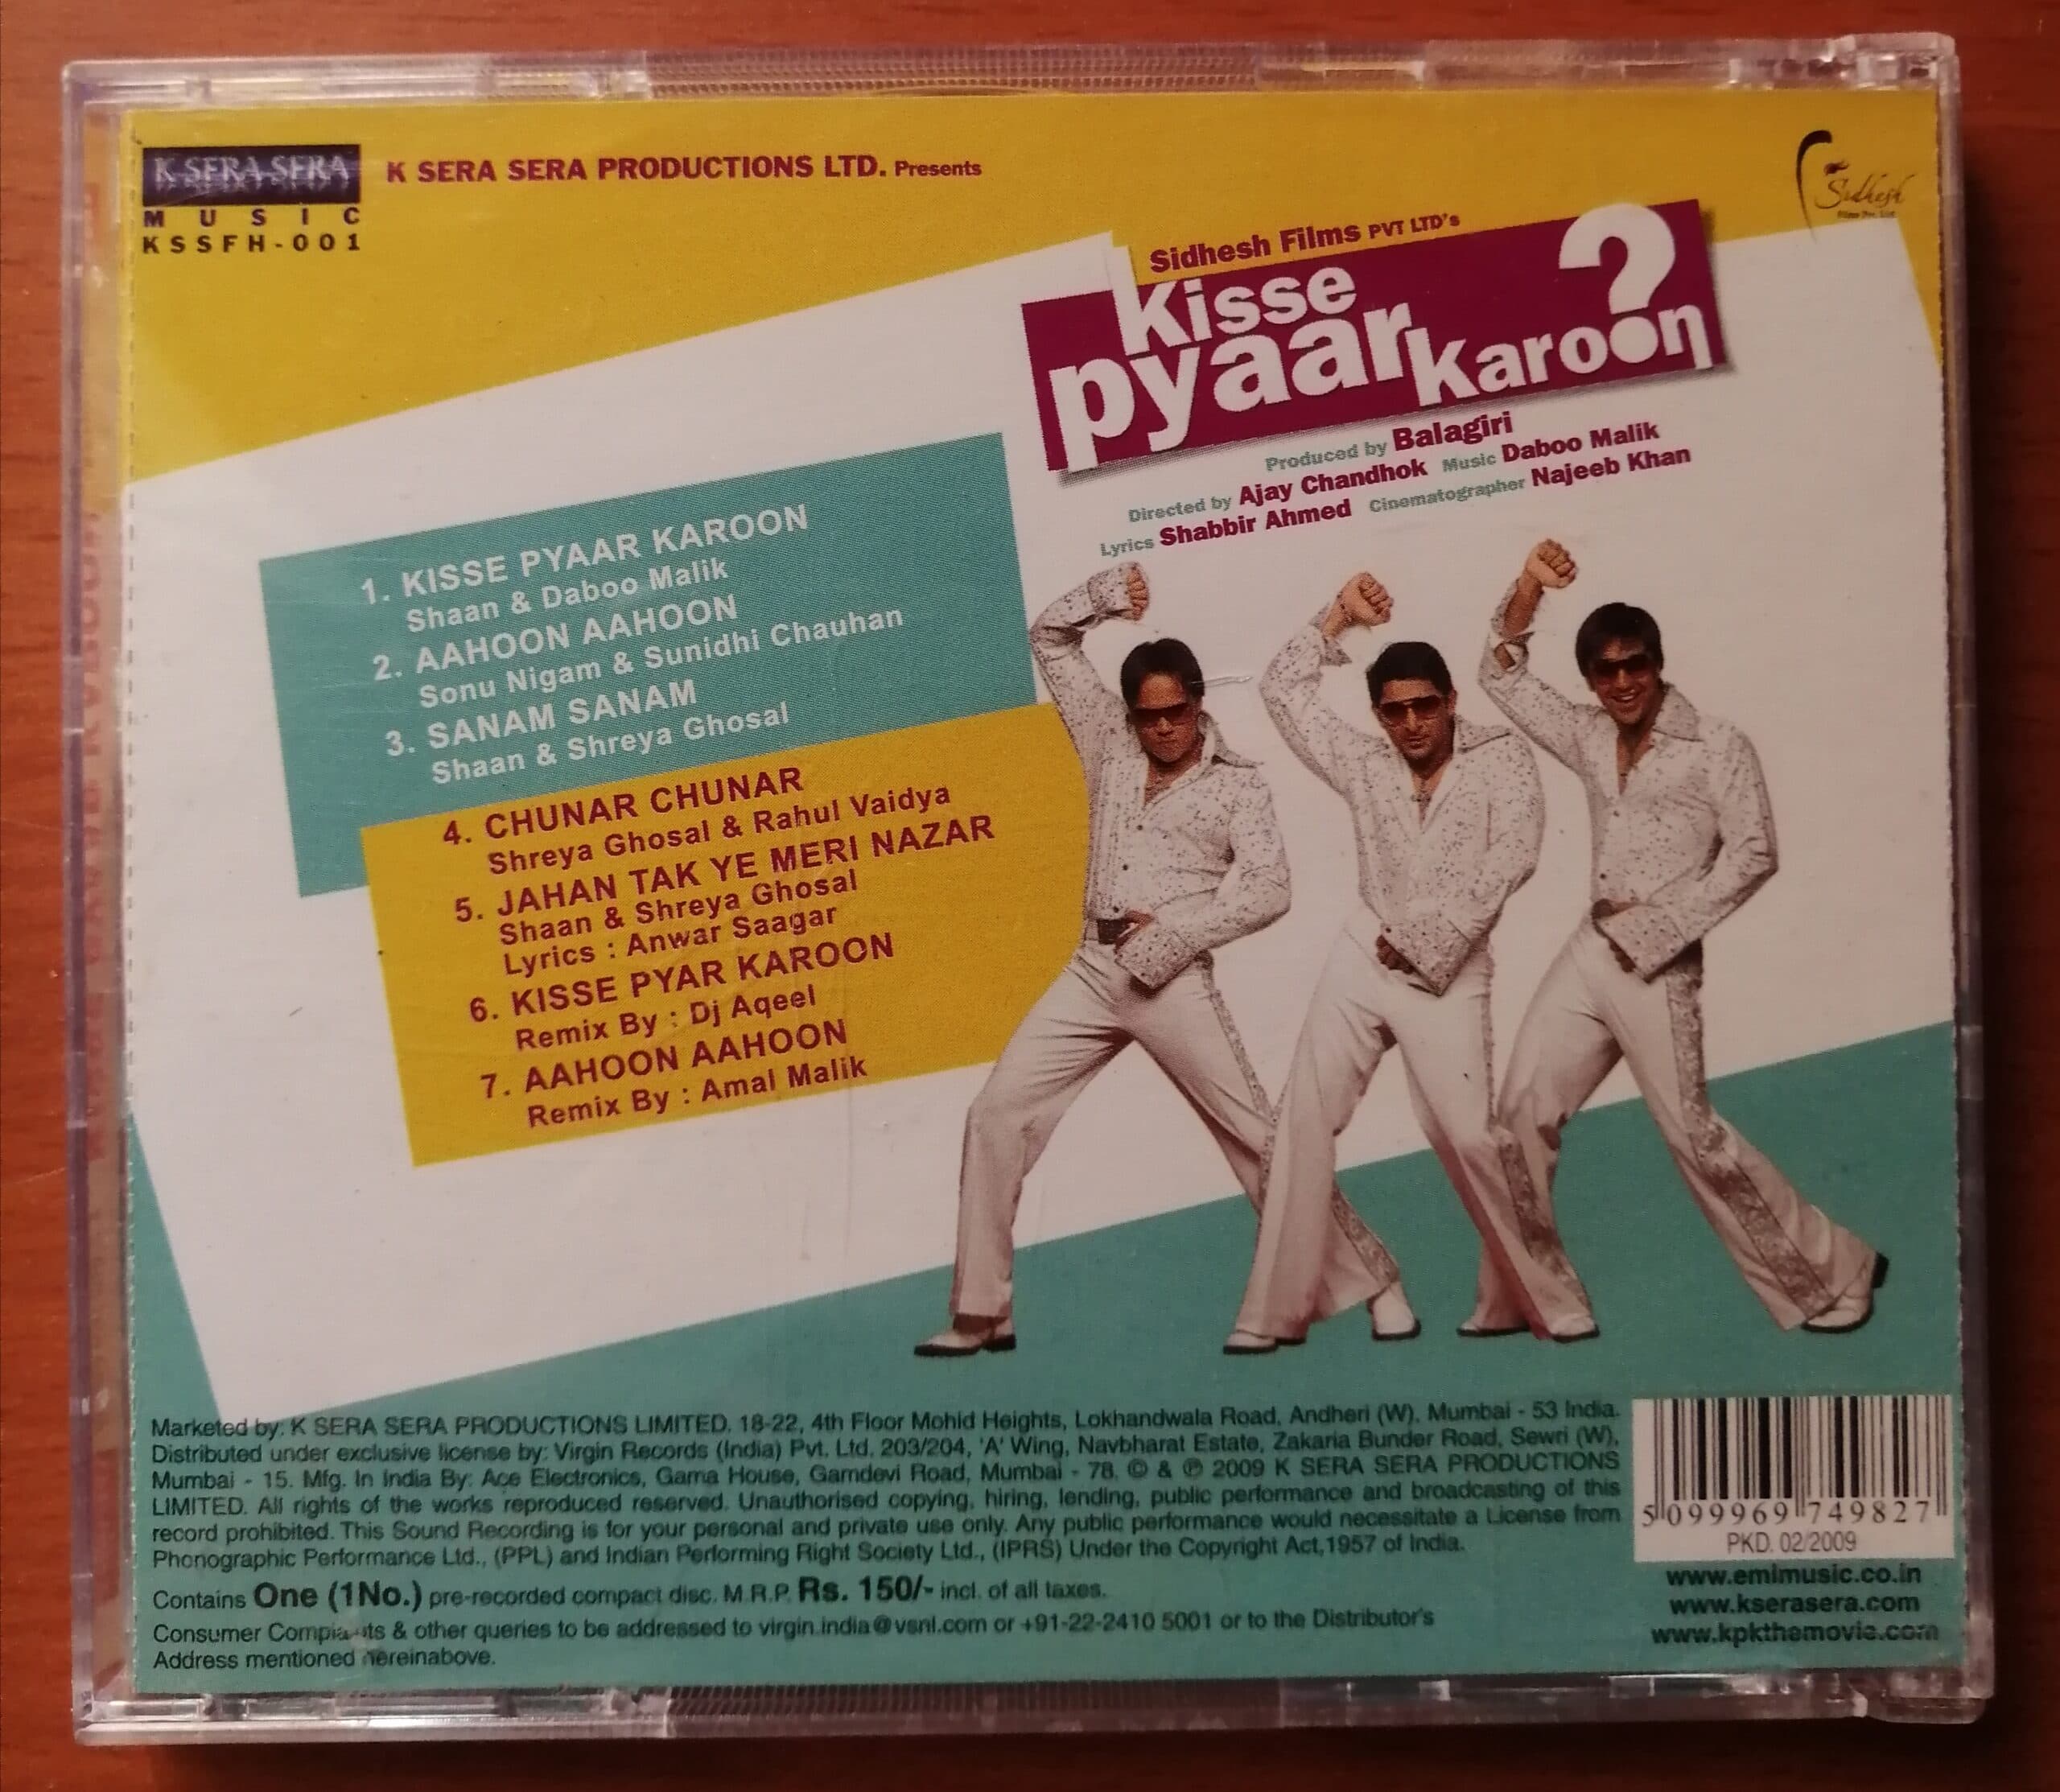 K SERA SERA
MUSIC
KSSFH-001
K SERA SERA PRODUCTIONS LTD. Presents
Sidhesh
Sidhesh Films PVT LTD's
Kisse
pyaar karoon?
Produced by Balagiri
Directed by Ajay Chandhok Music Daboo Malik
Lyrics Shabbir Ahmed Cinematographer Najeeb Khan
1. KISSE PYAAR KAROON
Shaan & Daboo Malik
2. AAHOON AAHOON
Sonu Nigam & Sunidhi Chauhan
3. SANAM SANAM
Shaan & Shreya Ghosal
4. CHUNAR CHUNAR
Shreya Ghosal & Rahul Vaidya
5. JAHAN TAK YE MERI NAZAR
Shaan & Shreya Ghosal
Lyrics : Anwar Saagar
6. KISSE PYAR KAROON
Remix By : Dj Aqeel
7. AAHOON AAHOON
Remix By : Amal Malik
Marketed by: K SERA SERA PRODUCTIONS LIMITED. 18-22, 4th Floor Mohid Heights, Lokhandwala Road, Andheri (W). Mumbai - 53 India.
Distributed under exclusive license by: Virgin Records (India) Pvt. Ltd. 203/204, 'A' Wing, Navbharat Estate, Zakaria Bunder Road, Sewri (W),
Mumbai - 15. Mfg. In India By: Ace Electronics, Gama House, Gamdevi Road, Mumbai - 78. © & ℗ 2009 K SERA SERA PRODUCTIONS
LIMITED. All rights of the works reproduced reserved. Unauthorised copying, hiring, lending, public performance and broadcasting of this
record prohibited. This Sound Recording is for your personal and private use only. Any public performance would necessitate a License from
Phonographic Performance Ltd., (PPL) and Indian Performing Right Society Ltd., (IPRS) Under the Copyright Act,1957 of India.
Contains One (1No.) pre-recorded compact disc. M.R.P. Rs. 150/- incl. of all taxes.
Consumer Complaints & other queries to be addressed to virgin.india@vsnl.com or +91-22-2410 5001 or to the Distributor's
Address mentioned hereinabove.
5 099969 749827
PKD. 02/2009
www.emimusic.co.in
www.kserasera.com
www.kpkthemovie.com